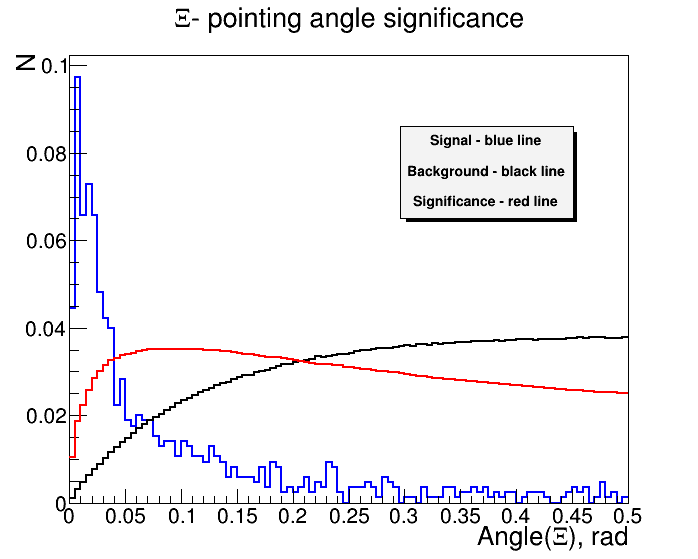 Ξ- pointing angle significance
N
0.1
0.08
0.06
0.04
0.02
0
Signal - blue line
Background - black line
Significance - red line
0 0.05 0.1 0.15 0.2 0.25 0.3 0.35 0.4 0.45 0.5
Angle(Ξ), rad